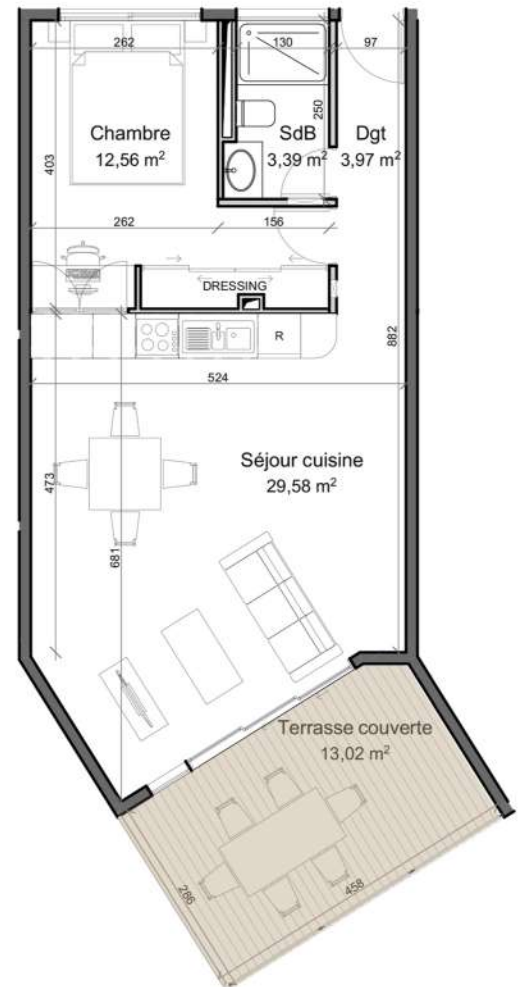 262
130
97
250
Chambre
12,56 m²
SdB
3,39 m²
Dgt
3,97 m²
403
262
156
DRESSING
R
882
524
473
681
Séjour cuisine
29,58 m²
Terrasse couverte
13,02 m²
286
458